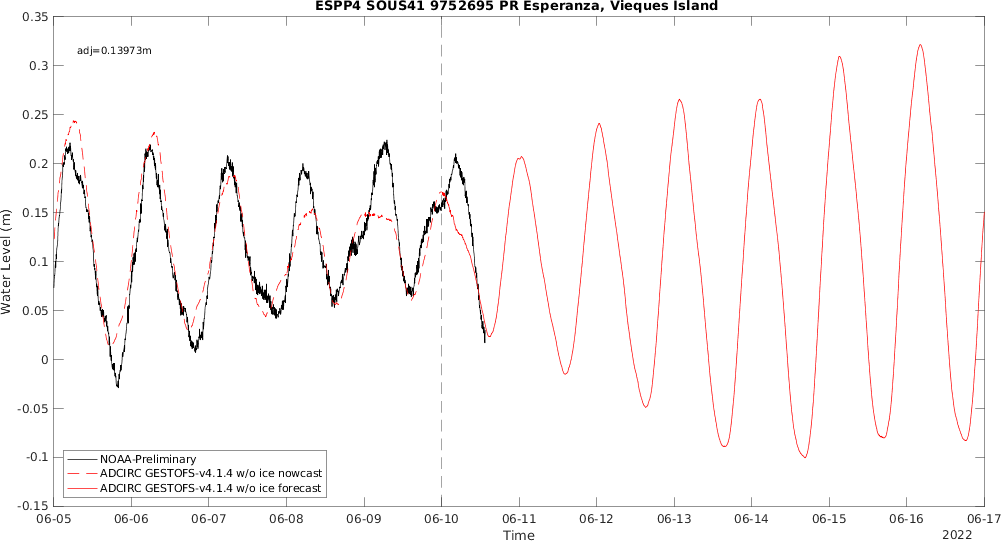 ESPP4 SOUS41 9752695 PR Esperanza, Vieques Island
0.35
0.3
0.25
0.2
0.15
0.1
0.05
0
-0.05
-0.1
-0.15
Water Level (m)
adj=0.13973m
NOAA-Preliminary
ADCIRC GESTOFS-v4.1.4 w/o ice nowcast
ADCIRC GESTOFS-v4.1.4 w/o ice forecast
06-05 06-06 06-07 06-08 06-09 06-10 06-11 06-12 06-13 06-14 06-15 06-16 06-17
Time
2022